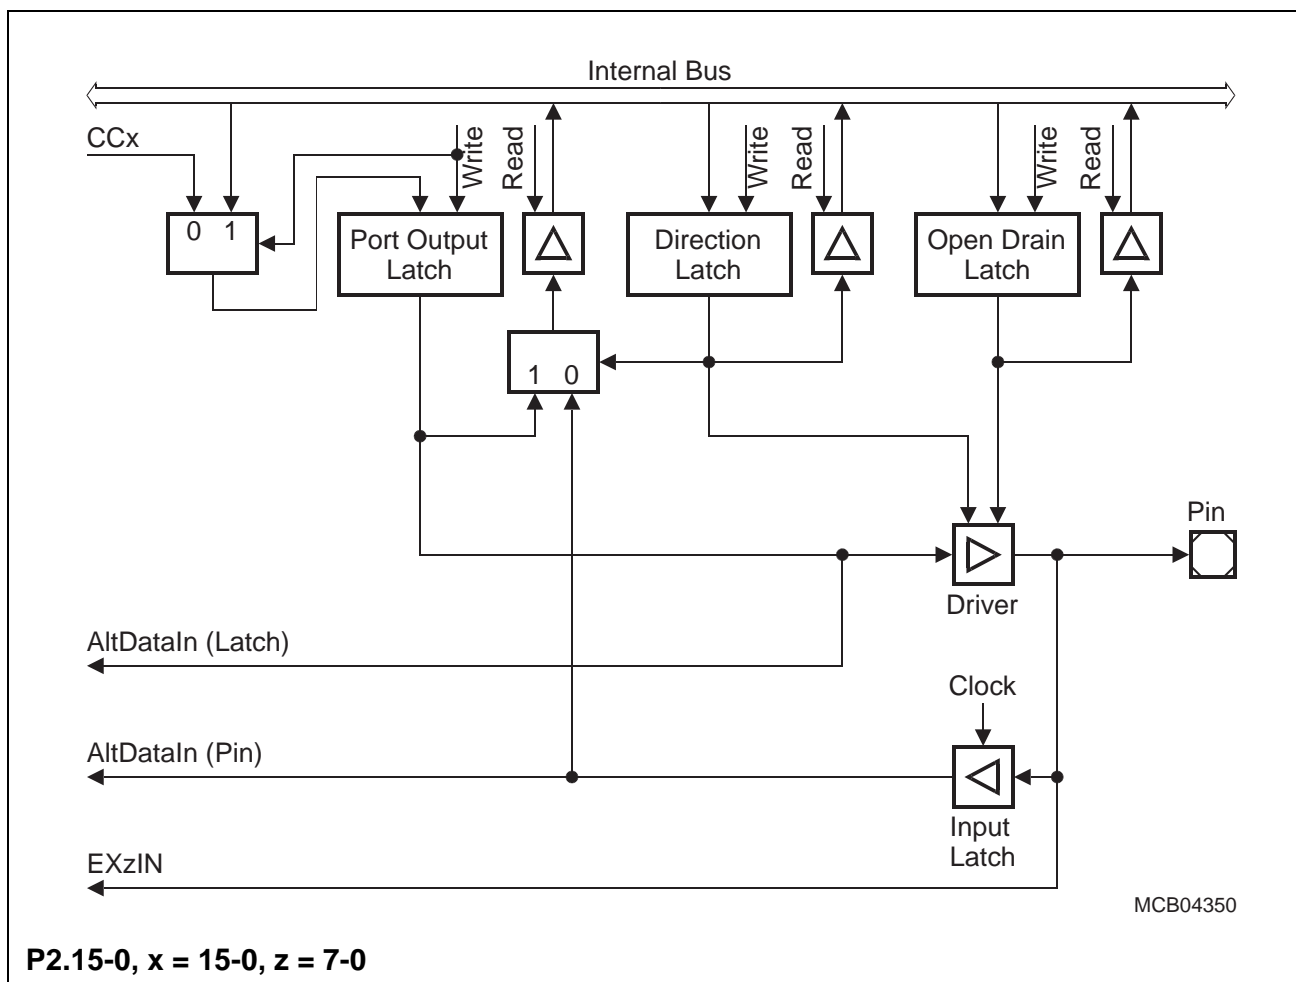 Internal Bus
CCx
Write
Read
Write
Read
Write
Read
0 1
Port Output
Latch
Direction
Latch
Open Drain
Latch
1 0
Pin
Driver
AltDataIn (Latch)
Clock
AltDataIn (Pin)
Input
Latch
EXzIN
MCB04350
P2.15-0, x = 15-0, z = 7-0